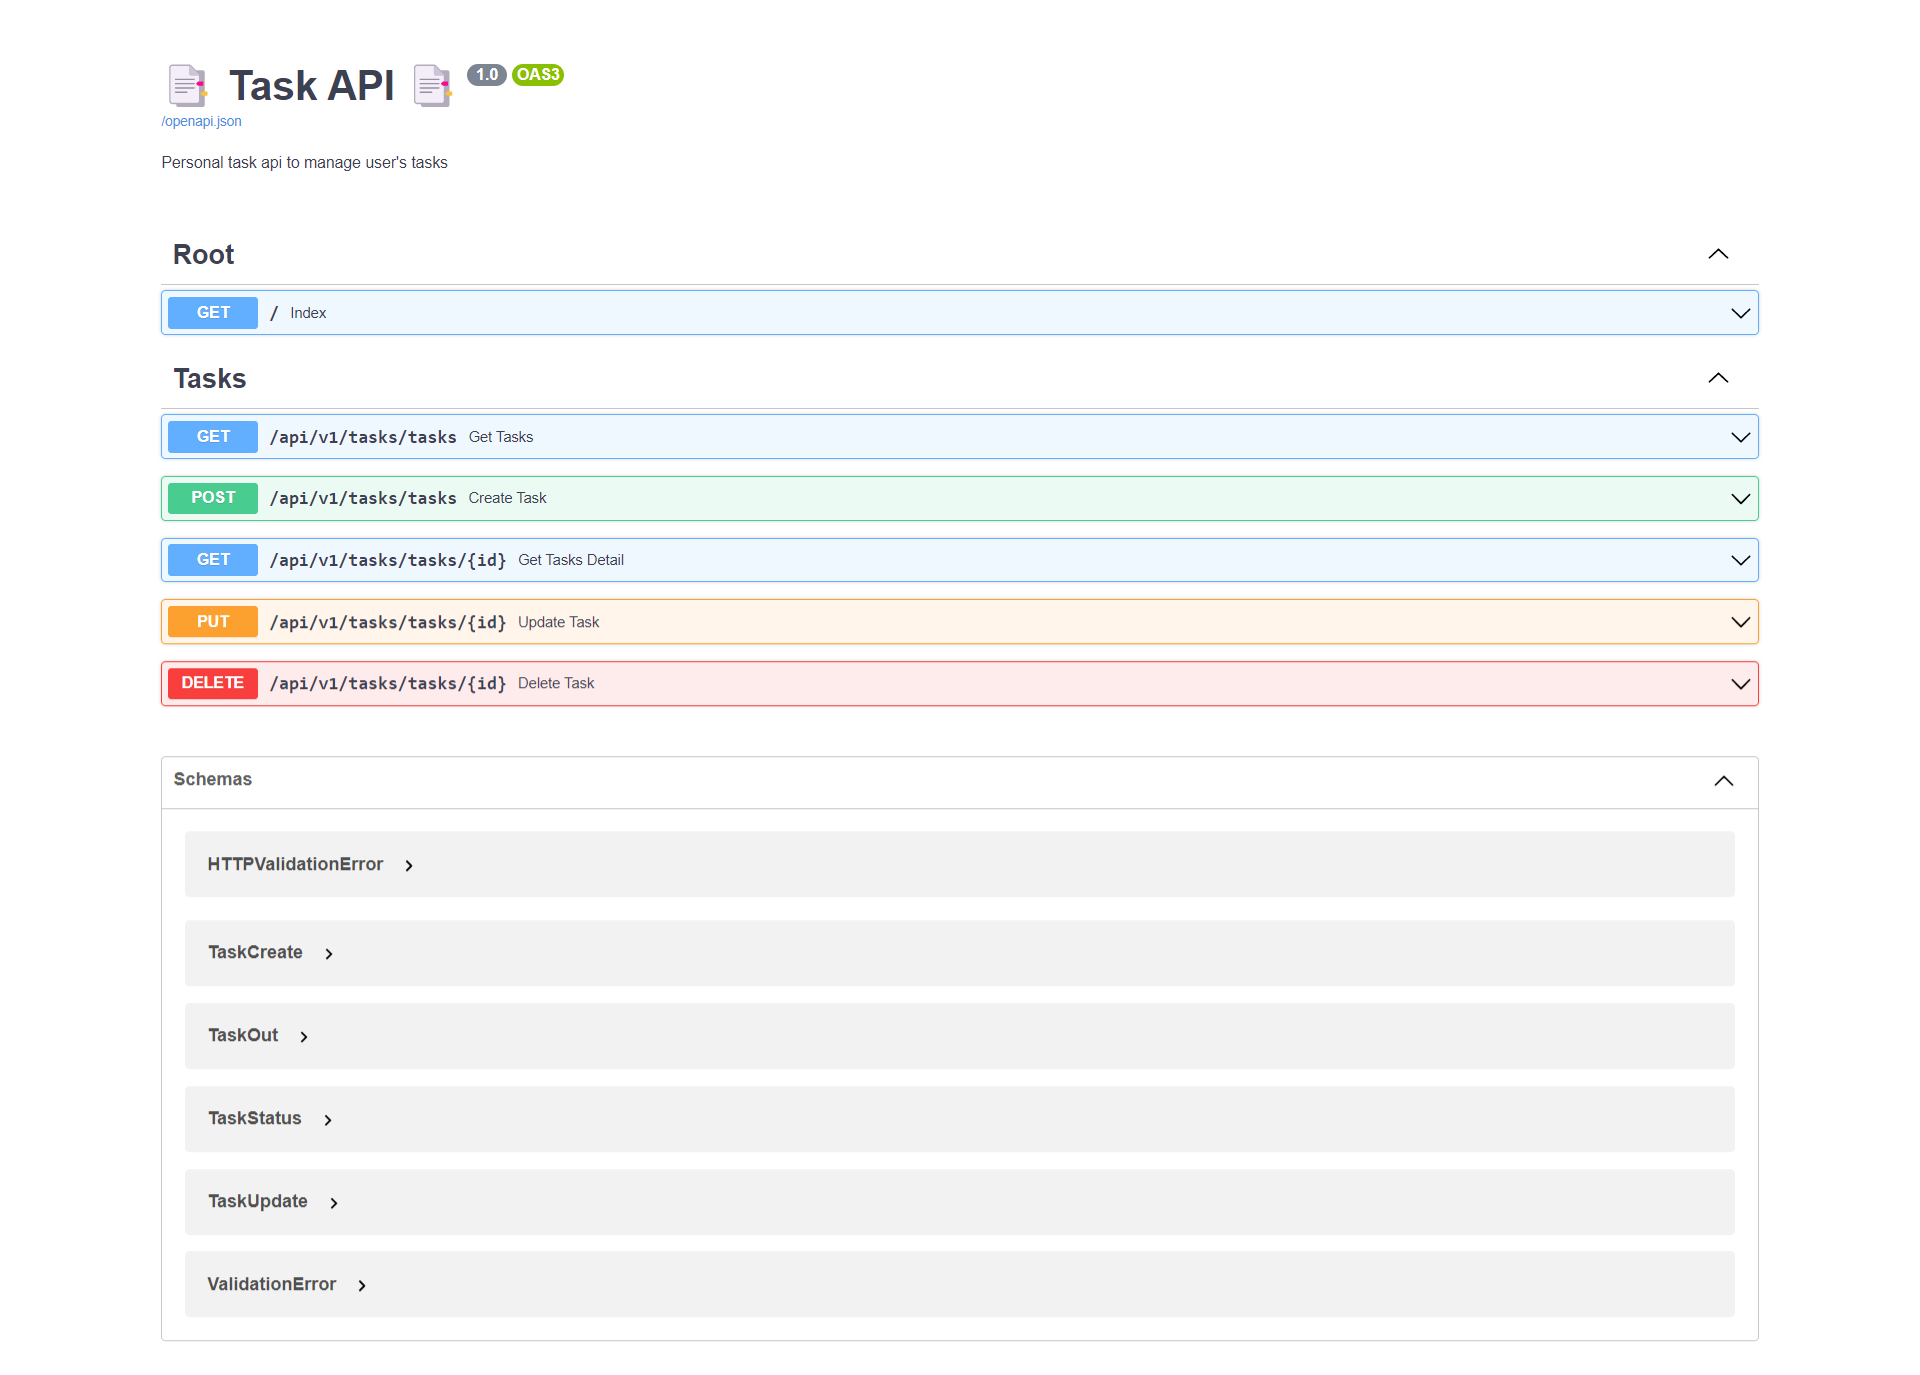 Task API 1.0 OAS3
/openapi.json
Personal task api to manage user's tasks
Root
GET / Index
Tasks
GET /api/v1/tasks/tasks Get Tasks
POST /api/v1/tasks/tasks Create Task
GET /api/v1/tasks/tasks/{id} Get Tasks Detail
PUT /api/v1/tasks/tasks/{id} Update Task
DELETE /api/v1/tasks/tasks/{id} Delete Task
Schemas
HTTPValidationError
TaskCreate
TaskOut
TaskStatus
TaskUpdate
ValidationError